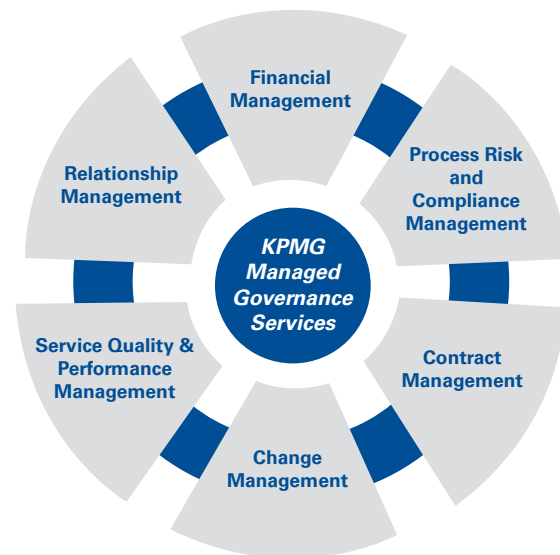 Financial
Management
Process Risk
and
Compliance
Management
Contract
Management
Change
Management
Service Quality &
Performance
Management
Relationship
Management
KPMG
Managed
Governance
Services